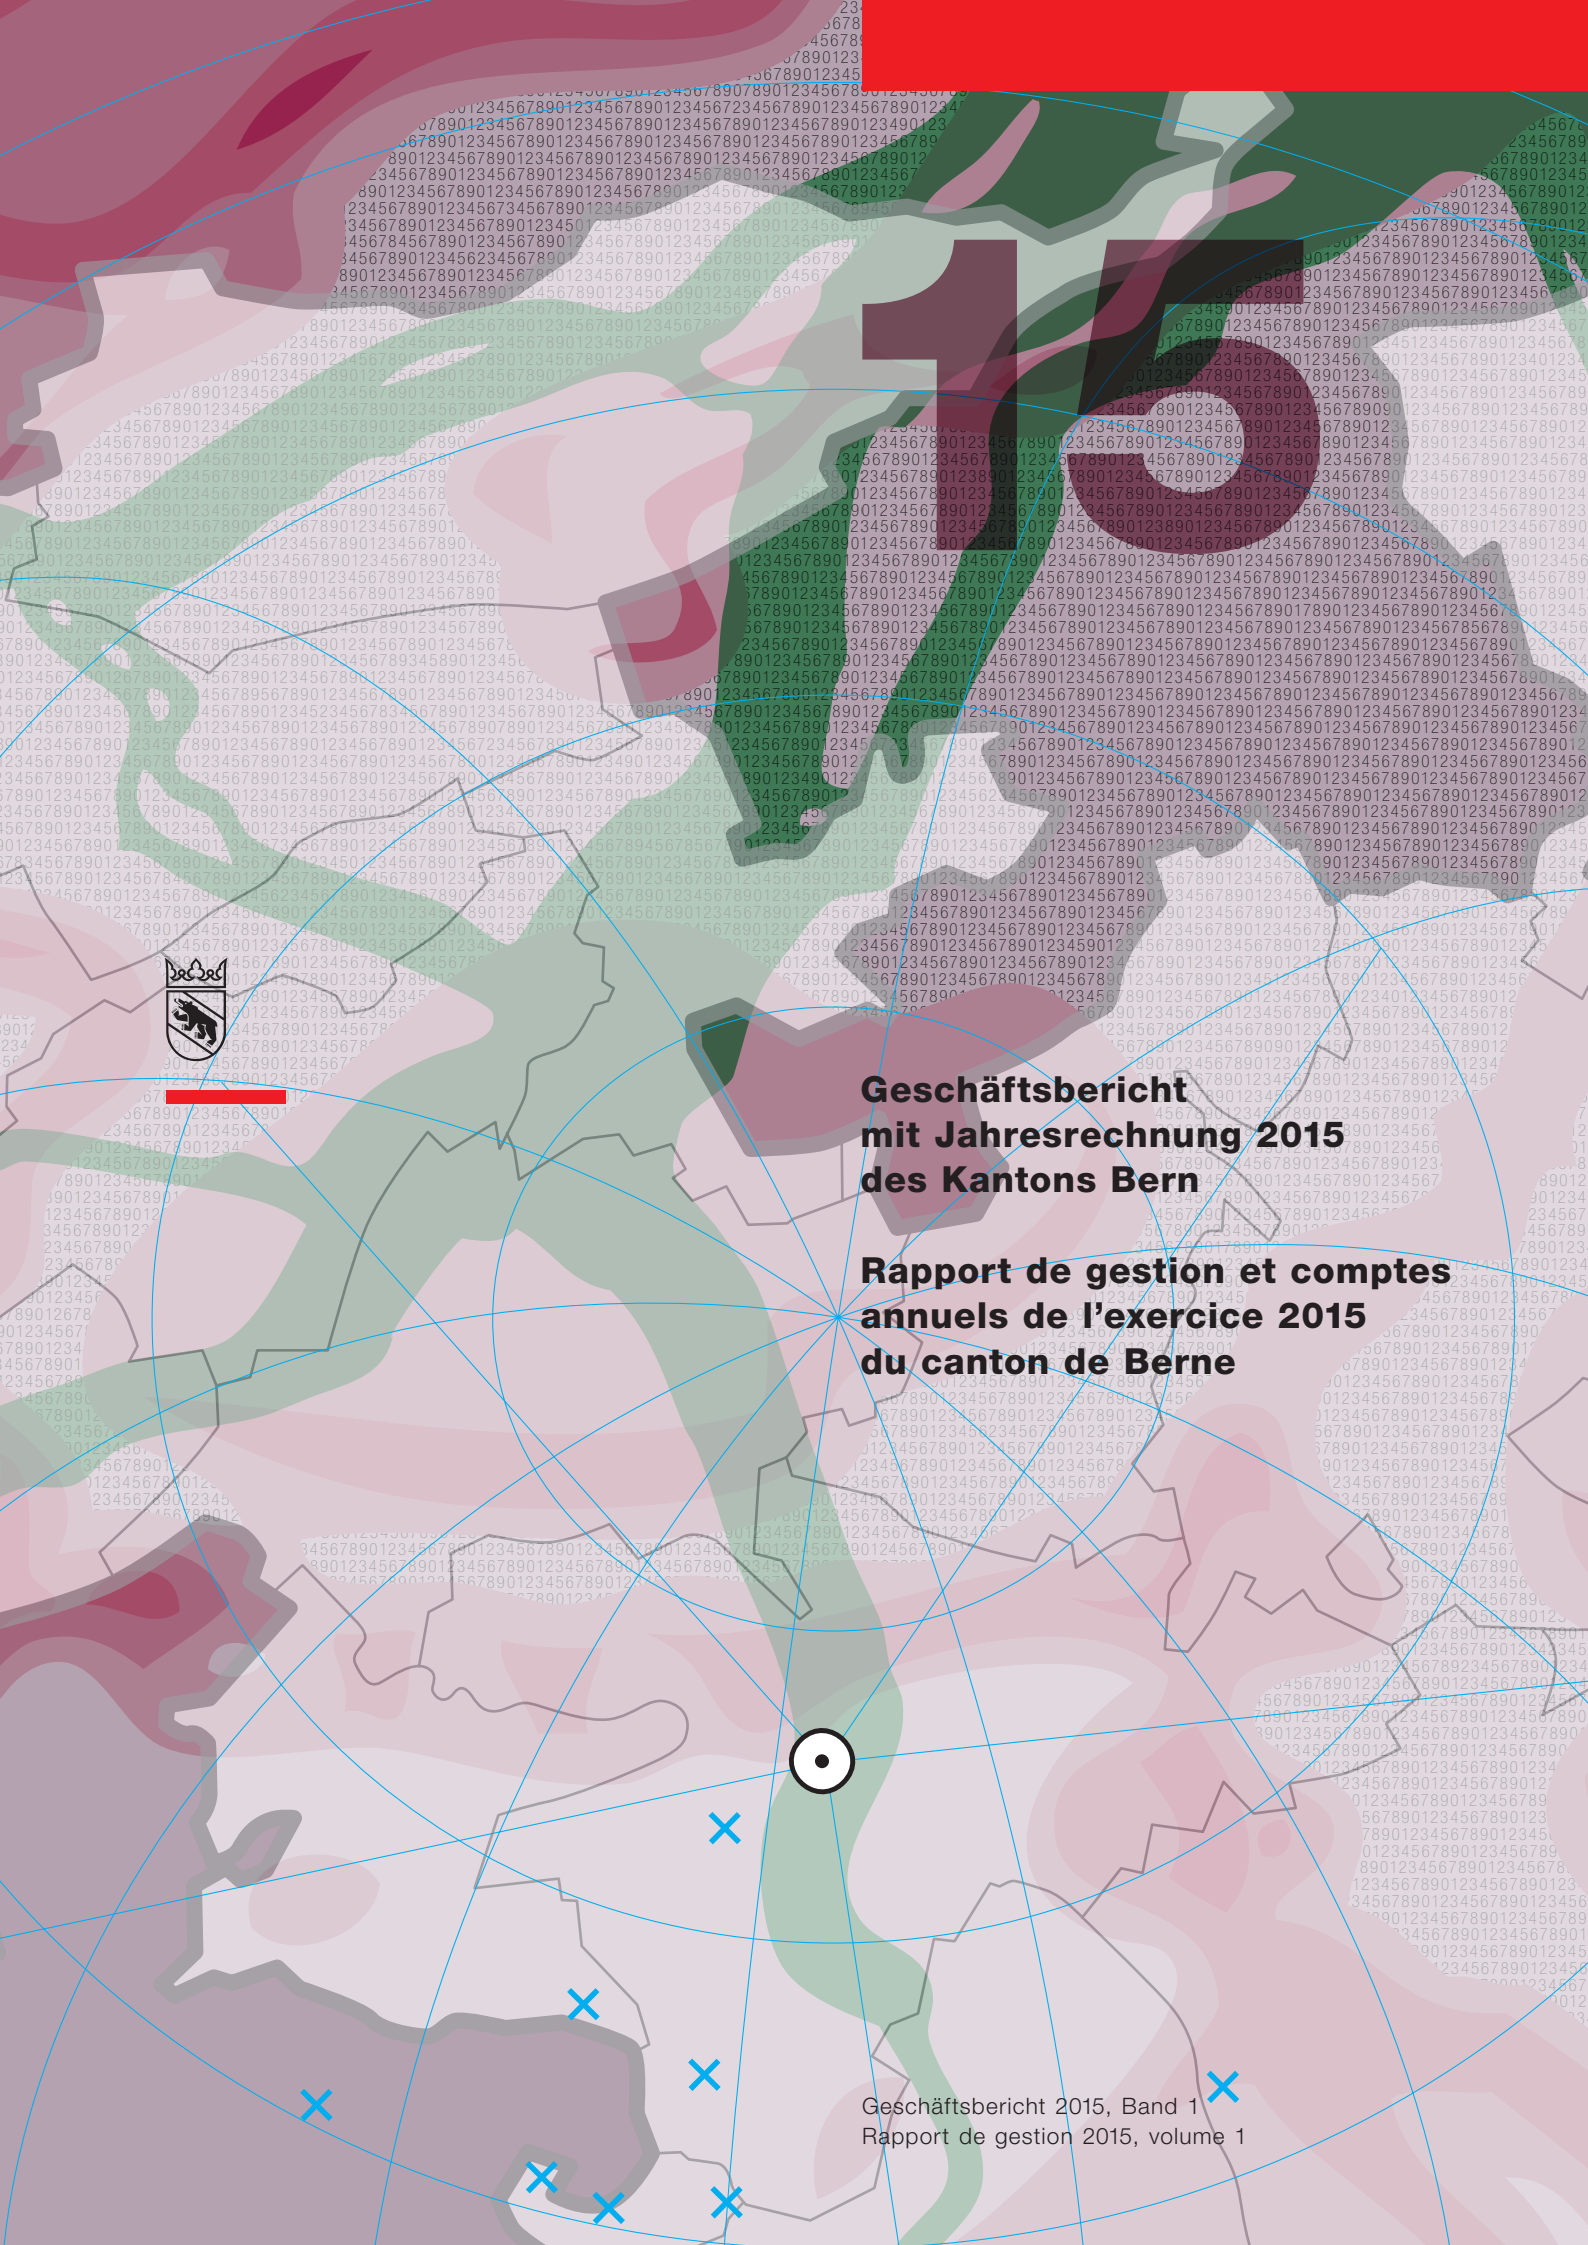 15
Geschäftsbericht
mit Jahresrechnung 2015
des Kantons Bern
Rapport de gestion et comptes
annuels de l’exercice 2015
du canton de Berne
Geschäftsbericht 2015, Band 1
Rapport de gestion 2015, volume 1